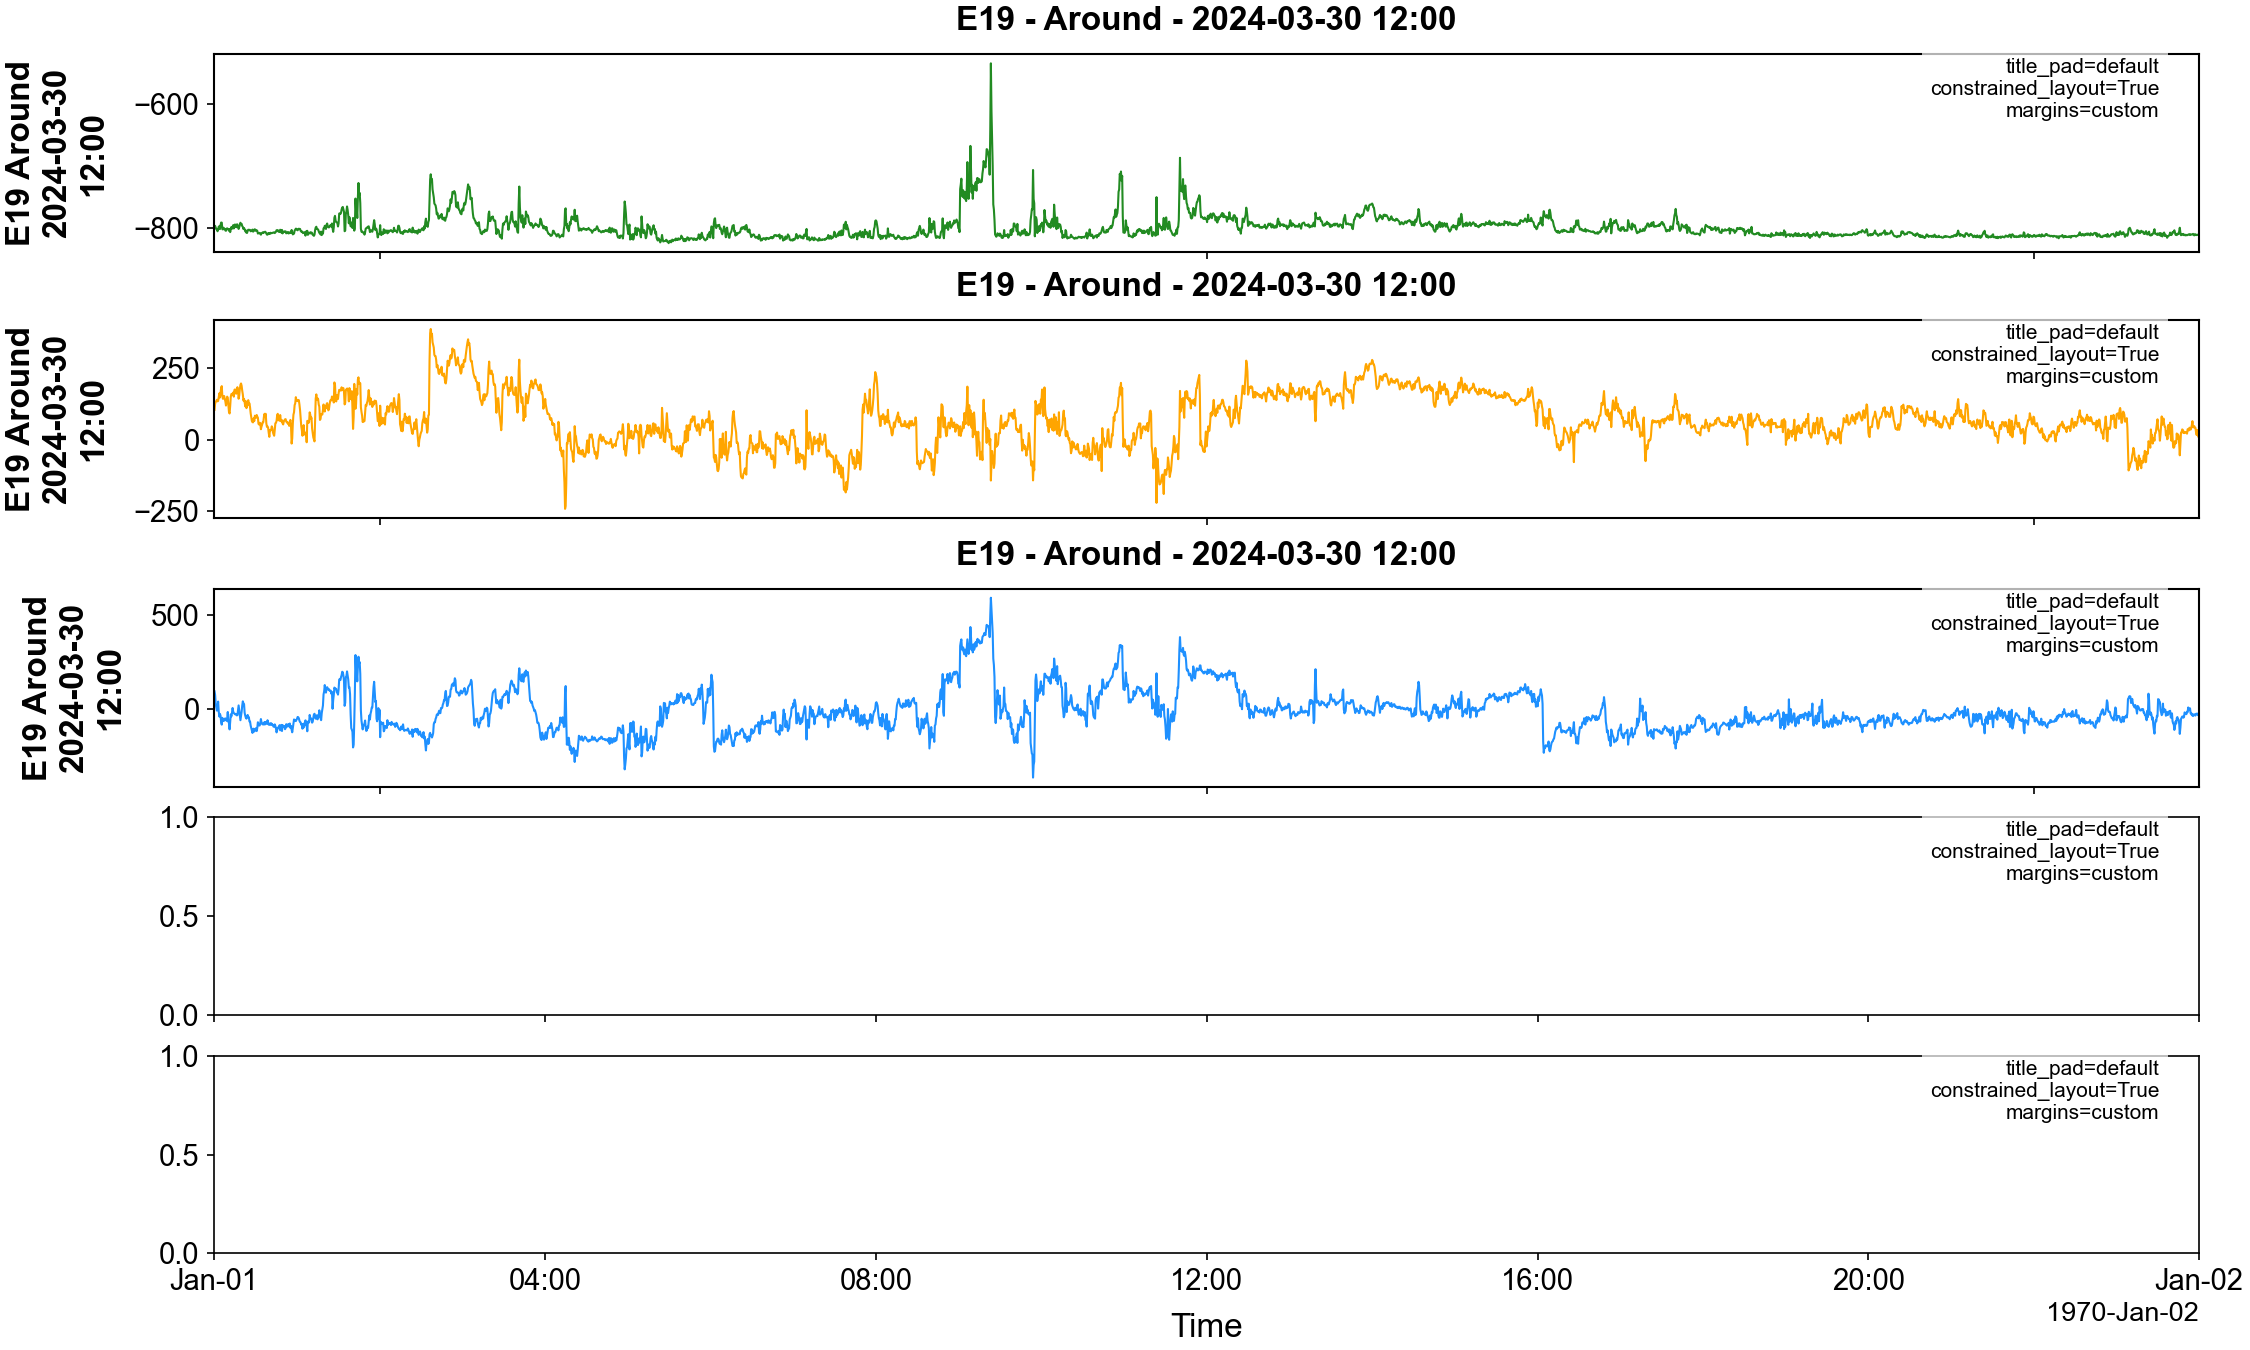 E19 - Around - 2024-03-30 12:00
E19 Around
2024-03-30
12:00
−600
−800
title_pad=default
constrained_layout=True
margins=custom
E19 - Around - 2024-03-30 12:00
E19 Around
2024-03-30
12:00
250
0
−250
title_pad=default
constrained_layout=True
margins=custom
E19 - Around - 2024-03-30 12:00
E19 Around
2024-03-30
12:00
500
0
title_pad=default
constrained_layout=True
margins=custom
1.0
0.5
0.0
title_pad=default
constrained_layout=True
margins=custom
1.0
0.5
0.0
title_pad=default
constrained_layout=True
margins=custom
Jan-01 04:00 08:00 12:00 16:00 20:00 Jan-02
1970-Jan-02
Time